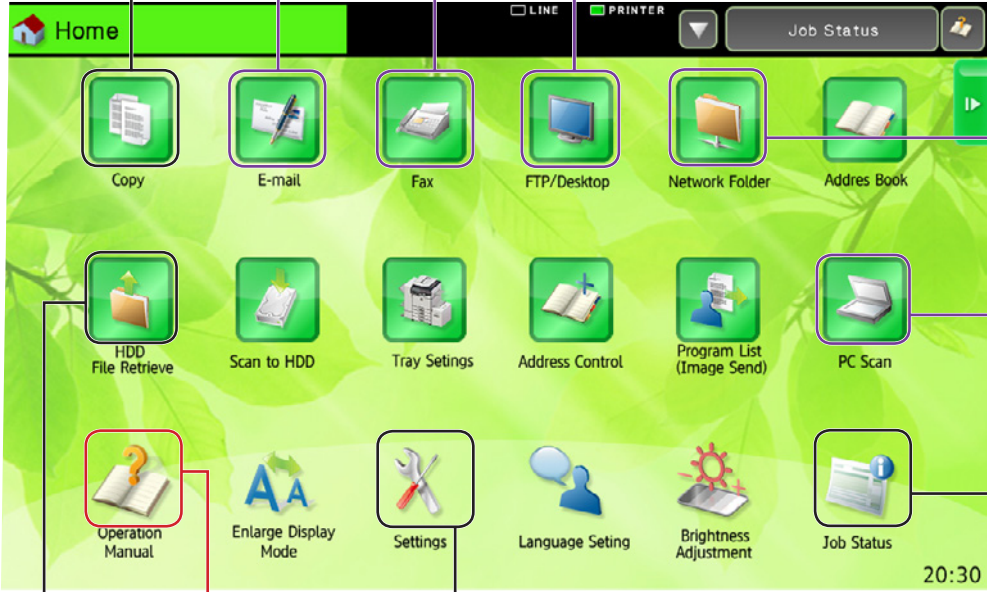 Home
LINE
PRINTER
Job Status
Copy
E-mail
Fax
FTP/Desktop
Network Folder
Addres Book
HDD
File Retrieve
Scan to HDD
Tray Setings
Address Control
Program List
(Image Send)
PC Scan
Operation
Manual
Enlarge Display
Mode
Settings
Language Seting
Brightness
Adjustment
Job Status
20:30